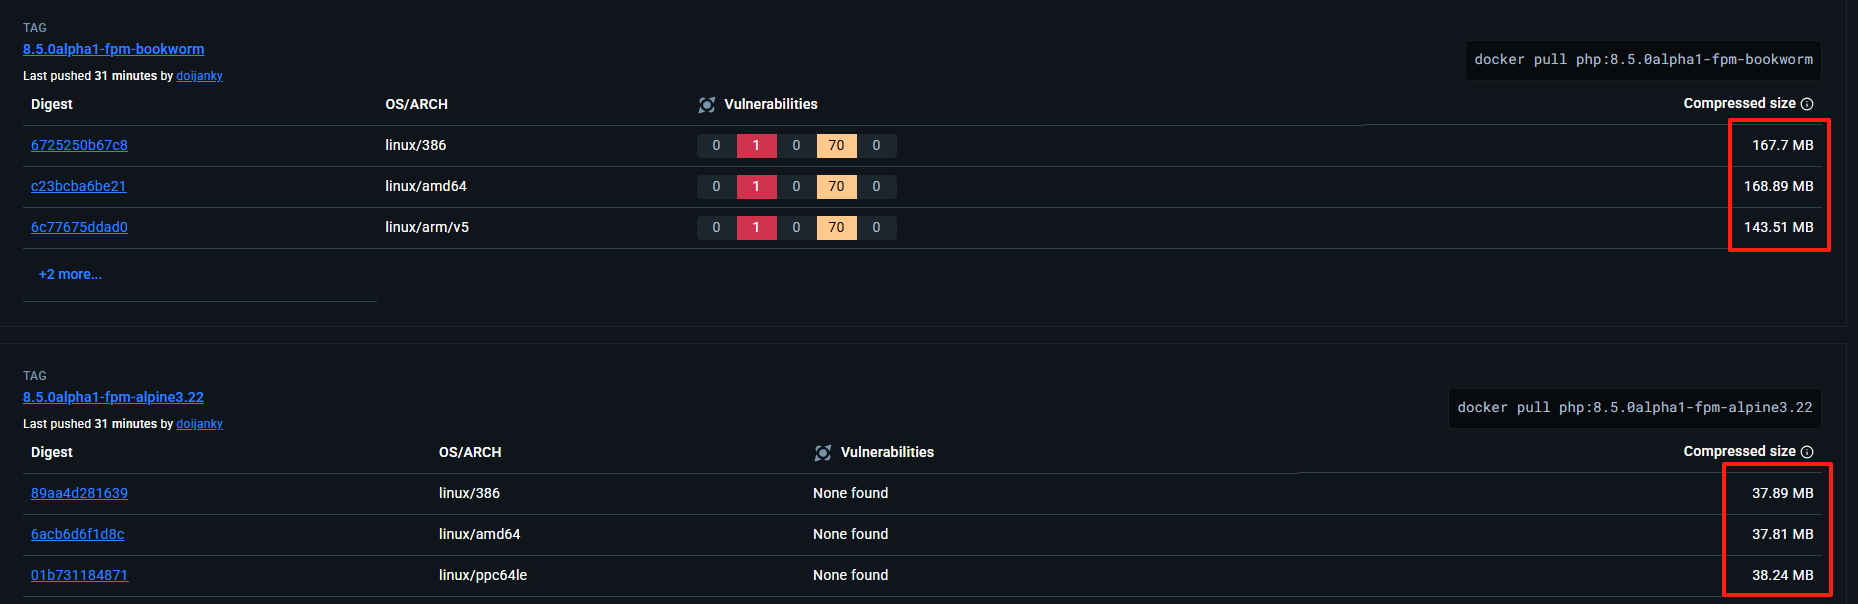 TAG
8.5.0alpha1-fpm-bookworm
docker pull php:8.5.0alpha1-fpm-bookworm
Last pushed 31 minutes by doijanky
Digest OS/ARCH Vulnerabilities Compressed size
6725250b67c8 linux/386 0 1 0 70 0 167.7 MB
c23bcba6be21 linux/amd64 0 1 0 70 0 168.89 MB
6c77675ddad0 linux/arm/v5 0 1 0 70 0 143.51 MB
+2 more...
TAG
8.5.0alpha1-fpm-alpine3.22
docker pull php:8.5.0alpha1-fpm-alpine3.22
Last pushed 31 minutes by doijanky
Digest OS/ARCH Vulnerabilities Compressed size
89aa4d281639 linux/386 None found 37.89 MB
6acb6d6f1d8c linux/amd64 None found 37.81 MB
01b731184871 linux/ppc64le None found 38.24 MB